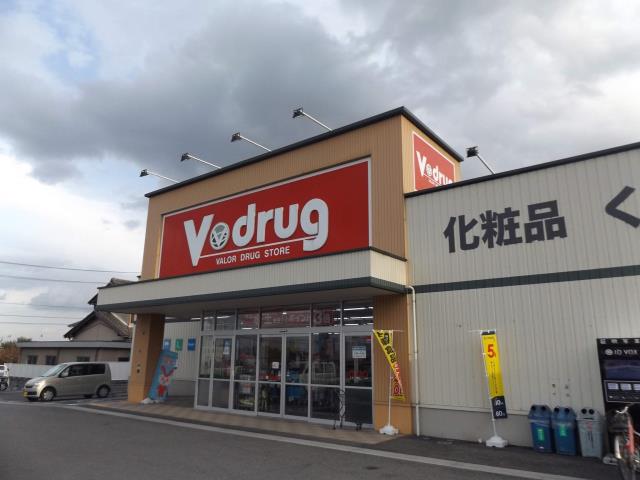 V drug
VALOR DRUG STORE
V drug
化粧品 く
5.